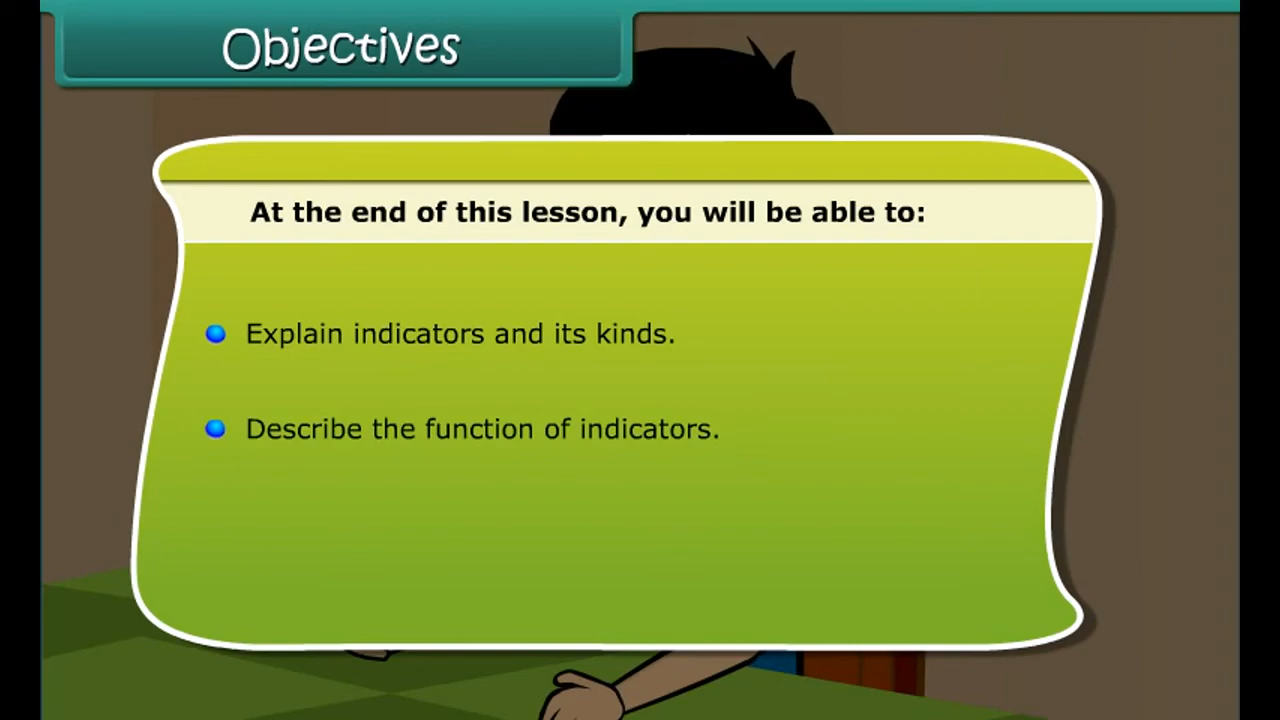 Objectives
At the end of this lesson, you will be able to:
Explain indicators and its kinds.
Describe the function of indicators.